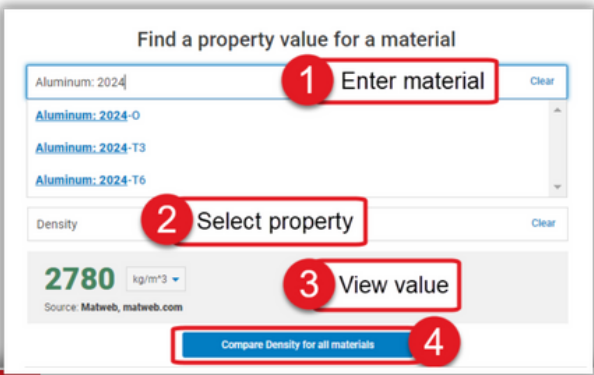 Find a property value for a material
Aluminum: 2024
1 Enter material
Clear
Aluminum: 2024-O
Aluminum: 2024-T3
Aluminum: 2024-T6
Density
2 Select property
Clear
2780 kg/m^3
3 View value
Source: Matweb, matweb.com
Compare Density for all materials
4